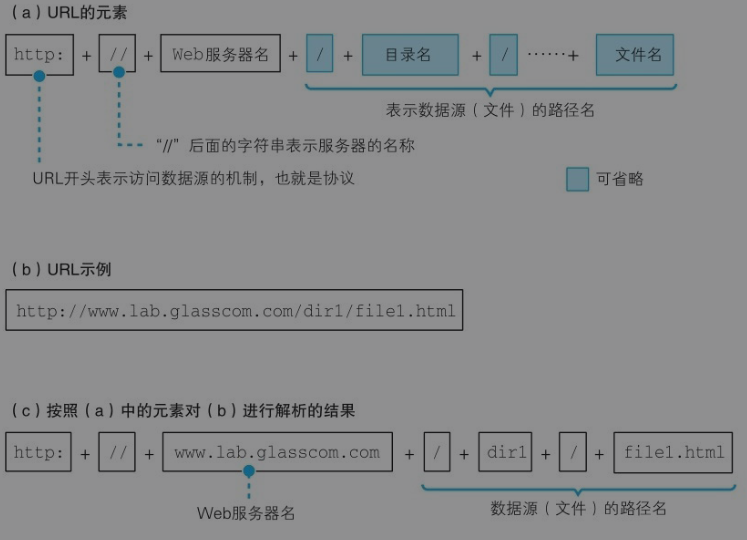 (a)URL的元素
http: + // + Web服务器名 + / + 目录名 + / ······+ 文件名
表示数据源(文件)的路径名
“//”后面的字符串表示服务器的名称
URL开头表示访问数据源的机制，也就是协议
可省略
(b)URL示例
http://www.lab.glasscom.com/dir1/file1.html
(c)按照(a)中的元素对(b)进行解析的结果
http: + // + www.lab.glasscom.com + / + dir1 + / + file1.html
Web服务器名
数据源(文件)的路径名